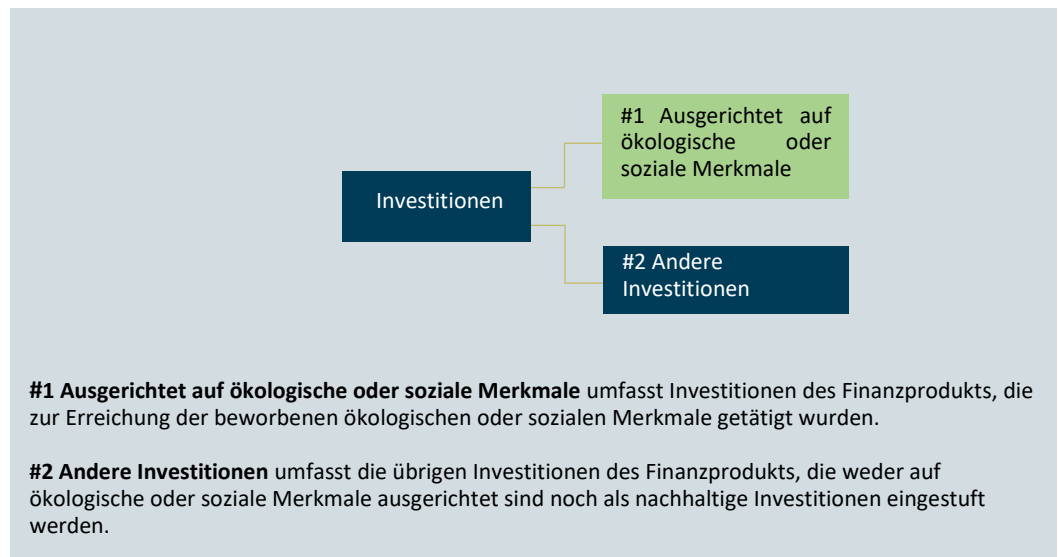 #1 Ausgerichtet auf
ökologische oder
soziale Merkmale
Investitionen
#2 Andere
Investitionen
#1 Ausgerichtet auf ökologische oder soziale Merkmale umfasst Investitionen des Finanzprodukts, die
zur Erreichung der beworbenen ökologischen oder sozialen Merkmale getätigt wurden.
#2 Andere Investitionen umfasst die übrigen Investitionen des Finanzprodukts, die weder auf
ökologische oder soziale Merkmale ausgerichtet sind noch als nachhaltige Investitionen eingestuft
werden.